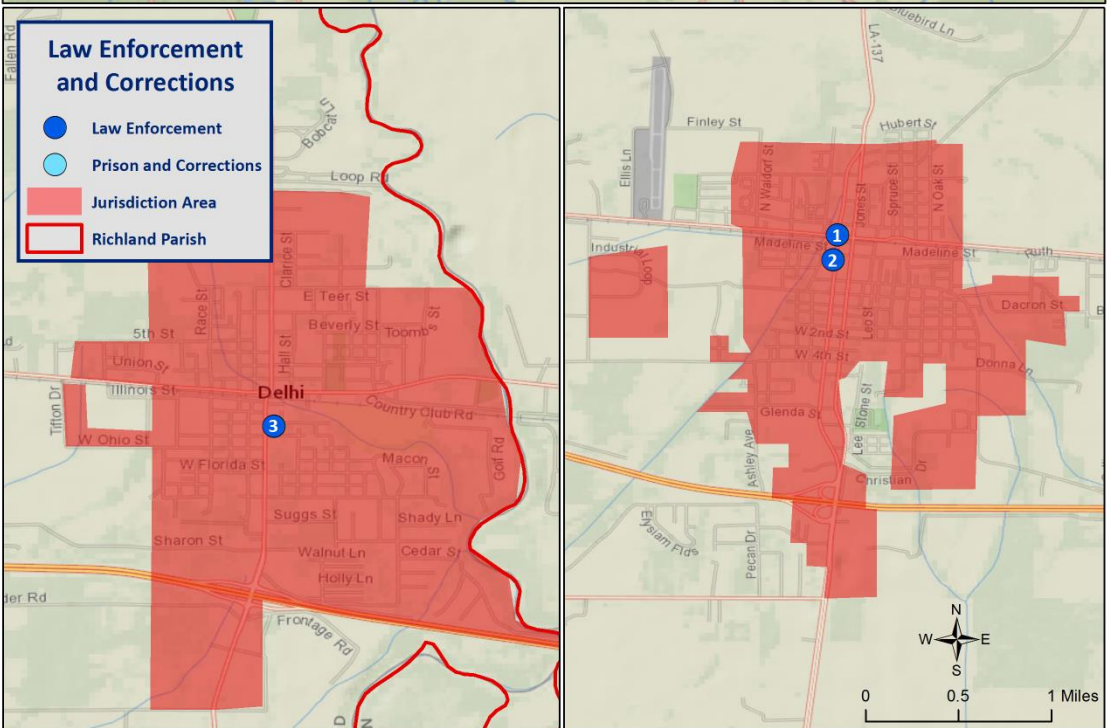 Law Enforcement
and Corrections
Law Enforcement
Prison and Corrections
Jurisdiction Area
Richland Parish
Fallen Rd
Bobcat Ln
Loop Rd
Clarice St
Race St
E Teer St
Beverly St
Toomb's St
5th St
Hall St
Union St
Illinois St
Delhi
Tifton Dr
Country Club Rd
3
W Ohio St
W Florida St
Macon St
Golf Rd
Suggs St
Shady Ln
Sharon St
Walnut Ln
Cedar St
Holly Ln
der Rd
Frontage Rd
D
N
Bluebird Ln
LA-137
Finley St
Hubert St
Ellis Ln
N Waldorf St
Jones St
Spruce St
N Oak St
1
Industrial Loop
Madeline St
Madeline St
Ruth
2
Dacron St
B
Leo St
W 2nd St
W 4th St
Donna Ln
Glenda St
Lee Stone St
Ashley Ave
Christian Dr
Elysiam Flds
Pecan Dr
N
W
E
S
0
0.5
1 Miles